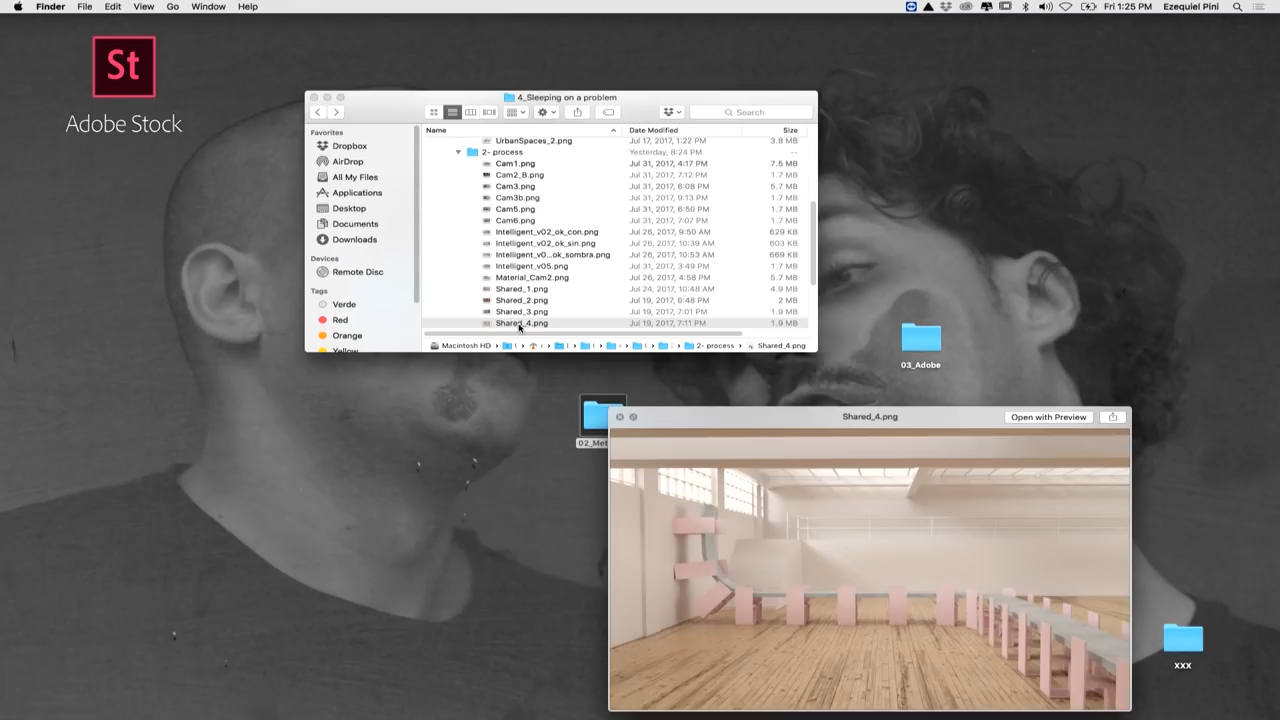 Finder File Edit View Go Window Help
Fri 1:25 PM Ezequiel Pini
St
Adobe Stock
4_Sleeping on a problem
Search
Favorites
Dropbox
AirDrop
All My Files
Applications
Desktop
Documents
Downloads
Devices
Remote Disc
Tags
Verde
Red
Orange
Yellow
Name Date Modified Size
UrbanSpaces_2.png Jul 17, 2017, 1:22 PM 3.8 MB
2- process Yesterday, 8:24 PM --
Cam1.png Jul 31, 2017, 4:17 PM 7.5 MB
Cam2_B.png Jul 31, 2017, 7:12 PM 1.7 MB
Cam3.png Jul 31, 2017, 6:08 PM 5.7 MB
Cam3b.png Jul 31, 2017, 9:13 PM 1.7 MB
Cam5.png Jul 31, 2017, 6:50 PM 1.7 MB
Cam6.png Jul 31, 2017, 7:07 PM 1.7 MB
Intelligent_v02_ok_con.png Jul 26, 2017, 9:50 AM 629 KB
Intelligent_v02_ok_sin.png Jul 26, 2017, 10:39 AM 603 KB
Intelligent_v0...ok_sombra.png Jul 26, 2017, 10:53 AM 669 KB
Intelligent_v05.png Jul 31, 2017, 3:49 PM 1.7 MB
Material_Cam2.png Jul 26, 2017, 4:58 PM 5.7 MB
Shared_1.png Jul 24, 2017, 10:48 AM 4.9 MB
Shared_2.png Jul 19, 2017, 6:48 PM 2 MB
Shared_3.png Jul 19, 2017, 7:01 PM 1.9 MB
Shared_4.png Jul 19, 2017, 7:11 PM 1.9 MB
Macintosh HD 2- process Shared_4.png
03_Adobe
02_Met
Shared_4.png
Open with Preview
xxx